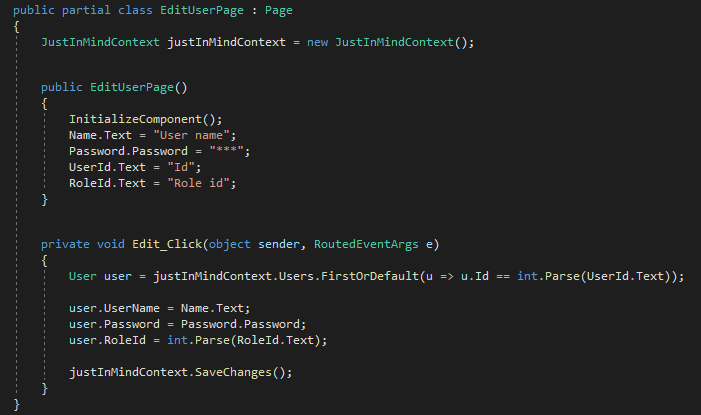 public partial class EditUserPage : Page
{
JustInMindContext justInMindContext = new JustInMindContext();
public EditUserPage()
{
InitializeComponent();
Name.Text = "User name";
Password.Password = "***";
UserId.Text = "Id";
RoleId.Text = "Role id";
}
private void Edit_Click(object sender, RoutedEventArgs e)
{
User user = justInMindContext.Users.FirstOrDefault(u => u.Id == int.Parse(UserId.Text));
user.UserName = Name.Text;
user.Password = Password.Password;
user.RoleId = int.Parse(RoleId.Text);
justInMindContext.SaveChanges();
}
}